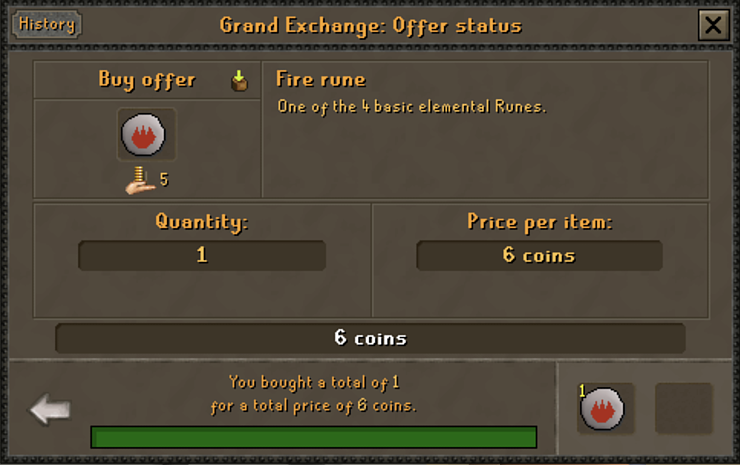 History
Grand Exchange: Offer status
Buy offer
Fire rune
One of the 4 basic elemental Runes.
5
Quantity:
Price per item:
1
6 coins
6 coins
You bought a total of 1
for a total price of 6 coins.
1